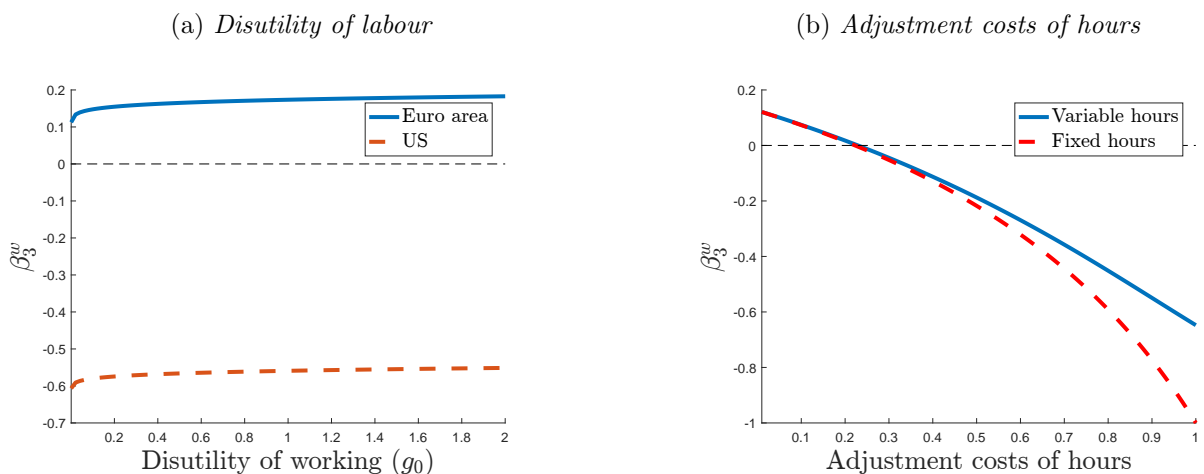 (a) Disutility of labour
0.2
0.1
0
-0.1
-0.2
-0.3
-0.4
-0.5
-0.6
-0.7
β₃ʷ
Euro area
US
0.2 0.4 0.6 0.8 1 1.2 1.4 1.6 1.8 2
Disutility of working (g₀)
(b) Adjustment costs of hours
0.2
0
-0.2
-0.4
-0.6
-0.8
-1
β₃ʷ
Variable hours
Fixed hours
0.1 0.2 0.3 0.4 0.5 0.6 0.7 0.8 0.9 1
Adjustment costs of hours